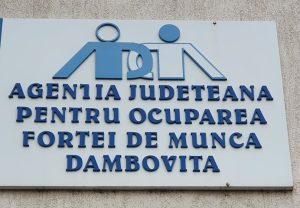 AGENTIA JUDETEANA
PENTRU OCUPAREA
FORTEI DE MUNCA
DAMBOVITA